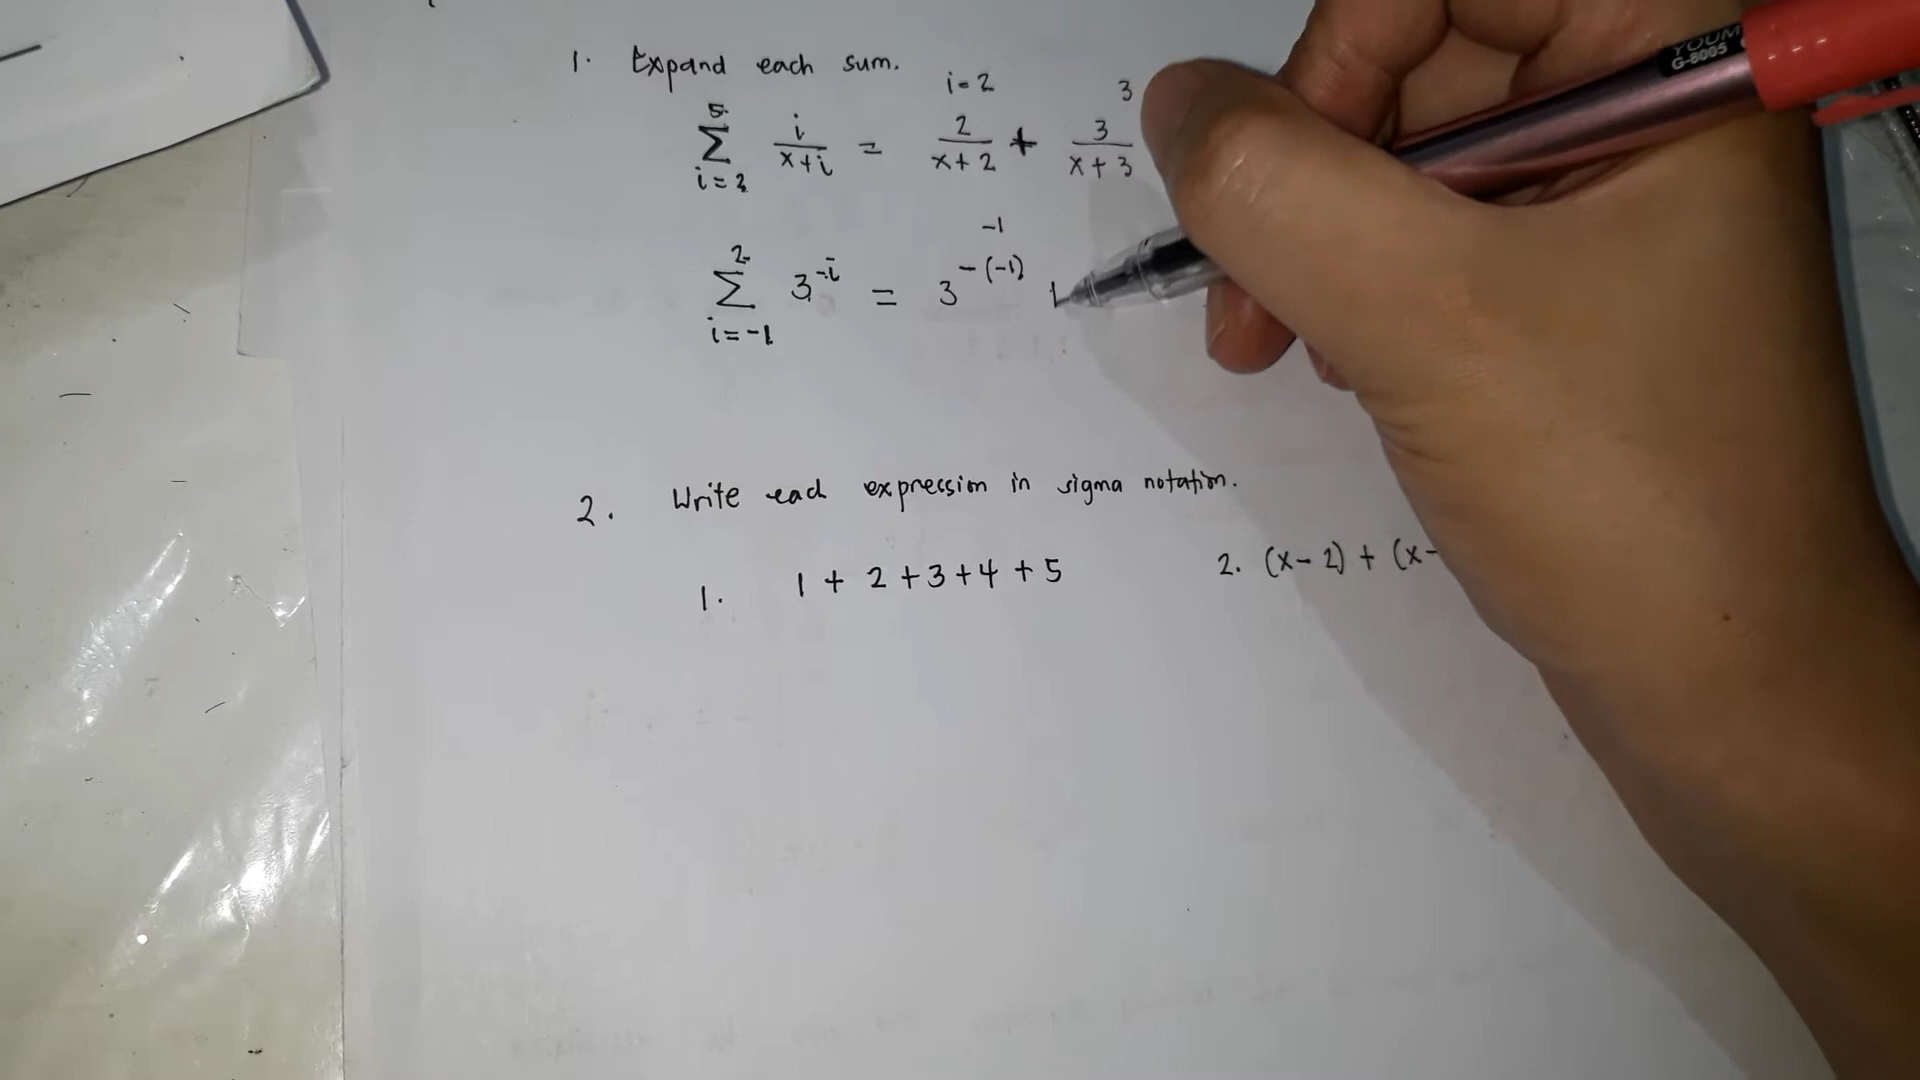 1. Expand each sum.
i=2 3
5 ∑ i=2 i/x+i = 2/x+2 + 3/x+3
-1
2 ∑ i=-1 3^-i = 3^-(-1)
2. Write each expression in sigma notation.
1. 1 + 2 + 3 + 4 + 5 2. (x - 2) + (x -
G-8005